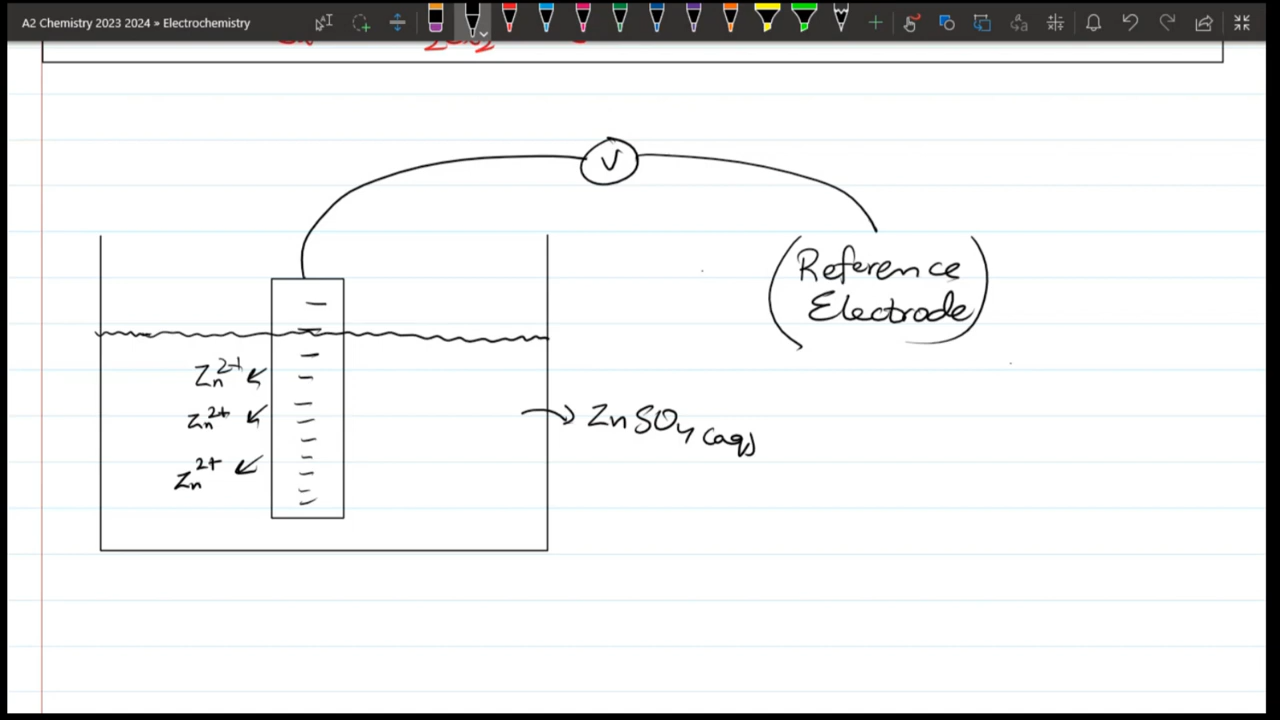 A2 Chemistry 2023 2024 » Electrochemistry
V
(Reference
Electrode)
Zn²⁺
Zn²⁺
ZnSO₄(aq)
Zn²⁺